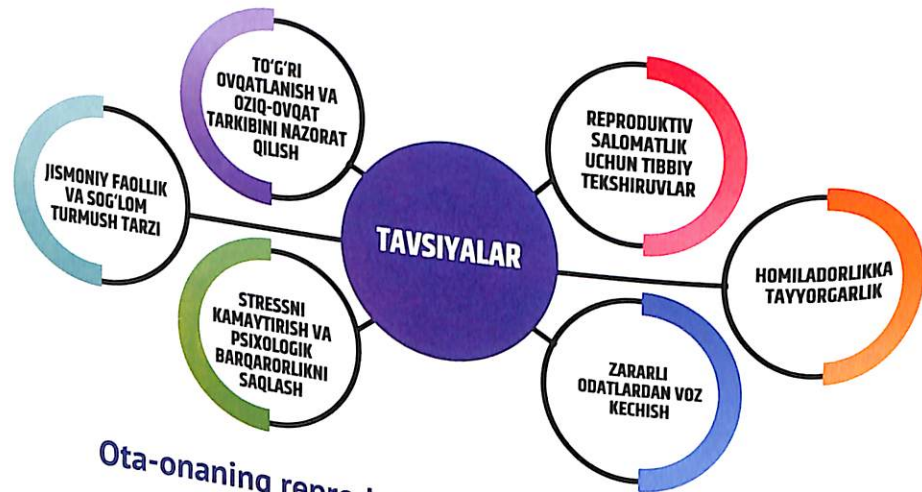 TO'G'RI
OVQATLANISH VA
OZIQ-OVQAT
TARKIBINI NAZORAT
QILISH
REPRODUKTIV
SALOMATLIK
UCHUN TIBBIY
TEKSHIRUVLAR
JISMONIY FAOLLIK
VA SOG'LOM
TURMUSH TARZI
TAVSIYALAR
HOMILADORLIKKA
TAYYORGARLIK
STRESSNI
KAMAYTIRISH VA
PSIXOLOGIK
BARQARORLIKNI
SAQLASH
ZARARLI
ODATLARDAN VOZ
KECHISH
Ota-onaning